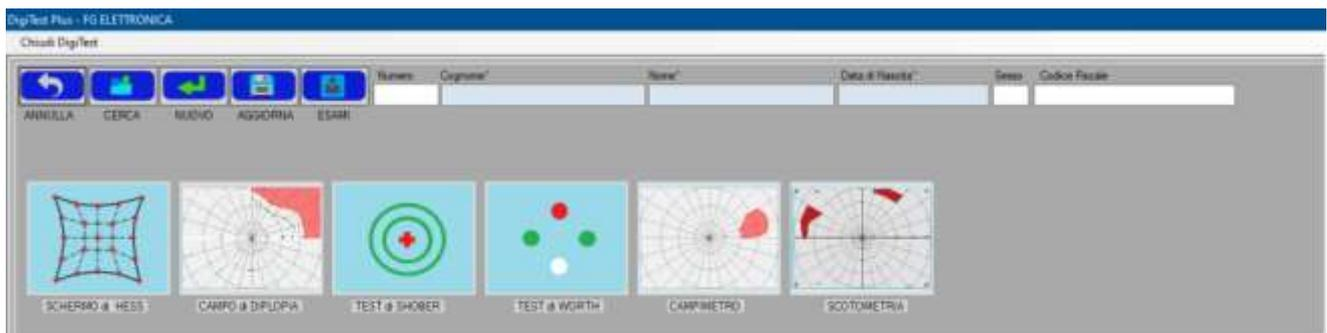 DigiTest Plus - FG ELETTRONICA
Chiudi DigiTest
Numero Cognome* Nome* Data di Nascita* Sesso Codice Fiscale
ANNULLA CERCA NUOVO AGGIORNA ESAMI
SCHERMO di HESS CAMPO di DIPLOPIA TEST di SHOBER TEST di WORTH CAMPIMETRO SCOTOMETRIA